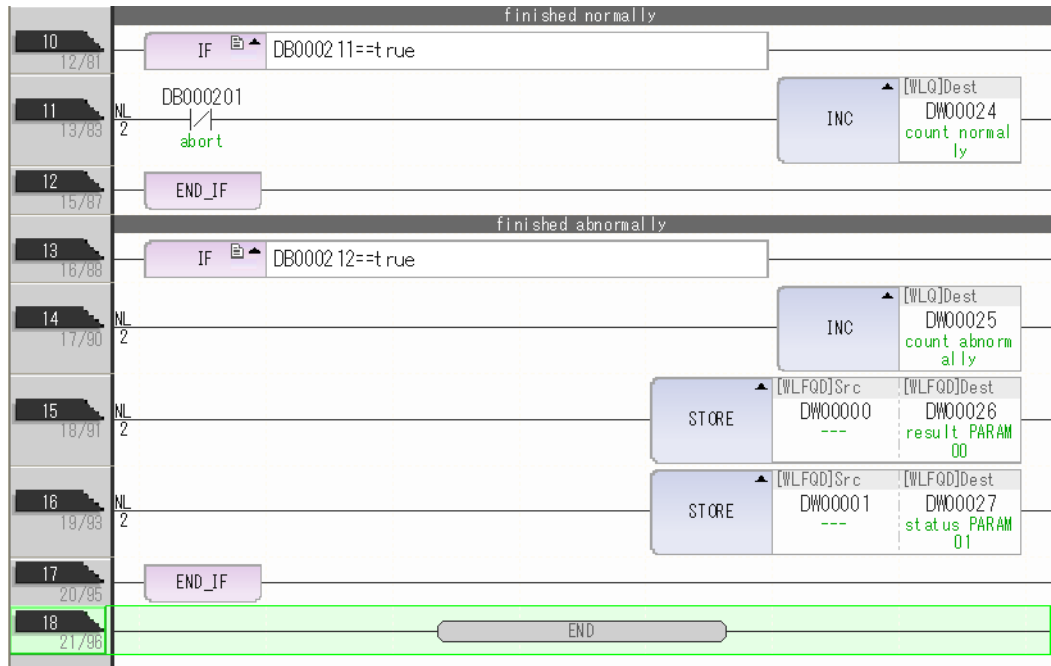 finished normally
10
12/81
IF DB000211==true
11
13/83
NL
2
DB000201
abort
INC
[WLQ]Dest
DW00024
count normal
ly
12
15/87
END_IF
finished abnormally
13
16/88
IF DB000212==true
14
17/90
NL
2
INC
[WLQ]Dest
DW00025
count abnorm
ally
15
18/91
NL
2
STORE
[WLFQD]Src
DW00000
---
[WLFQD]Dest
DW00026
result PARAM
00
16
19/93
NL
2
STORE
[WLFQD]Src
DW00001
---
[WLFQD]Dest
DW00027
status PARAM
01
17
20/95
END_IF
18
21/96
END